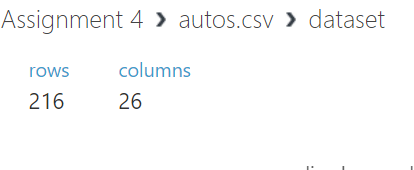 Assignment 4 › autos.csv › dataset
rows columns
216 26